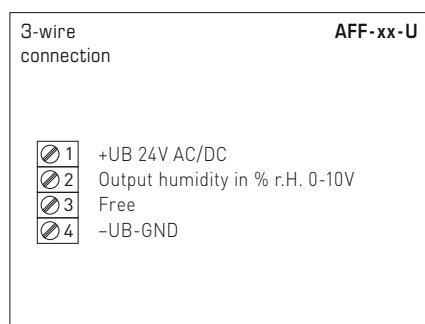 3-wire AFF-xx-U
connection
1 +UB 24V AC/DC
2 Output humidity in % r.H. 0-10V
3 Free
4 –UB-GND